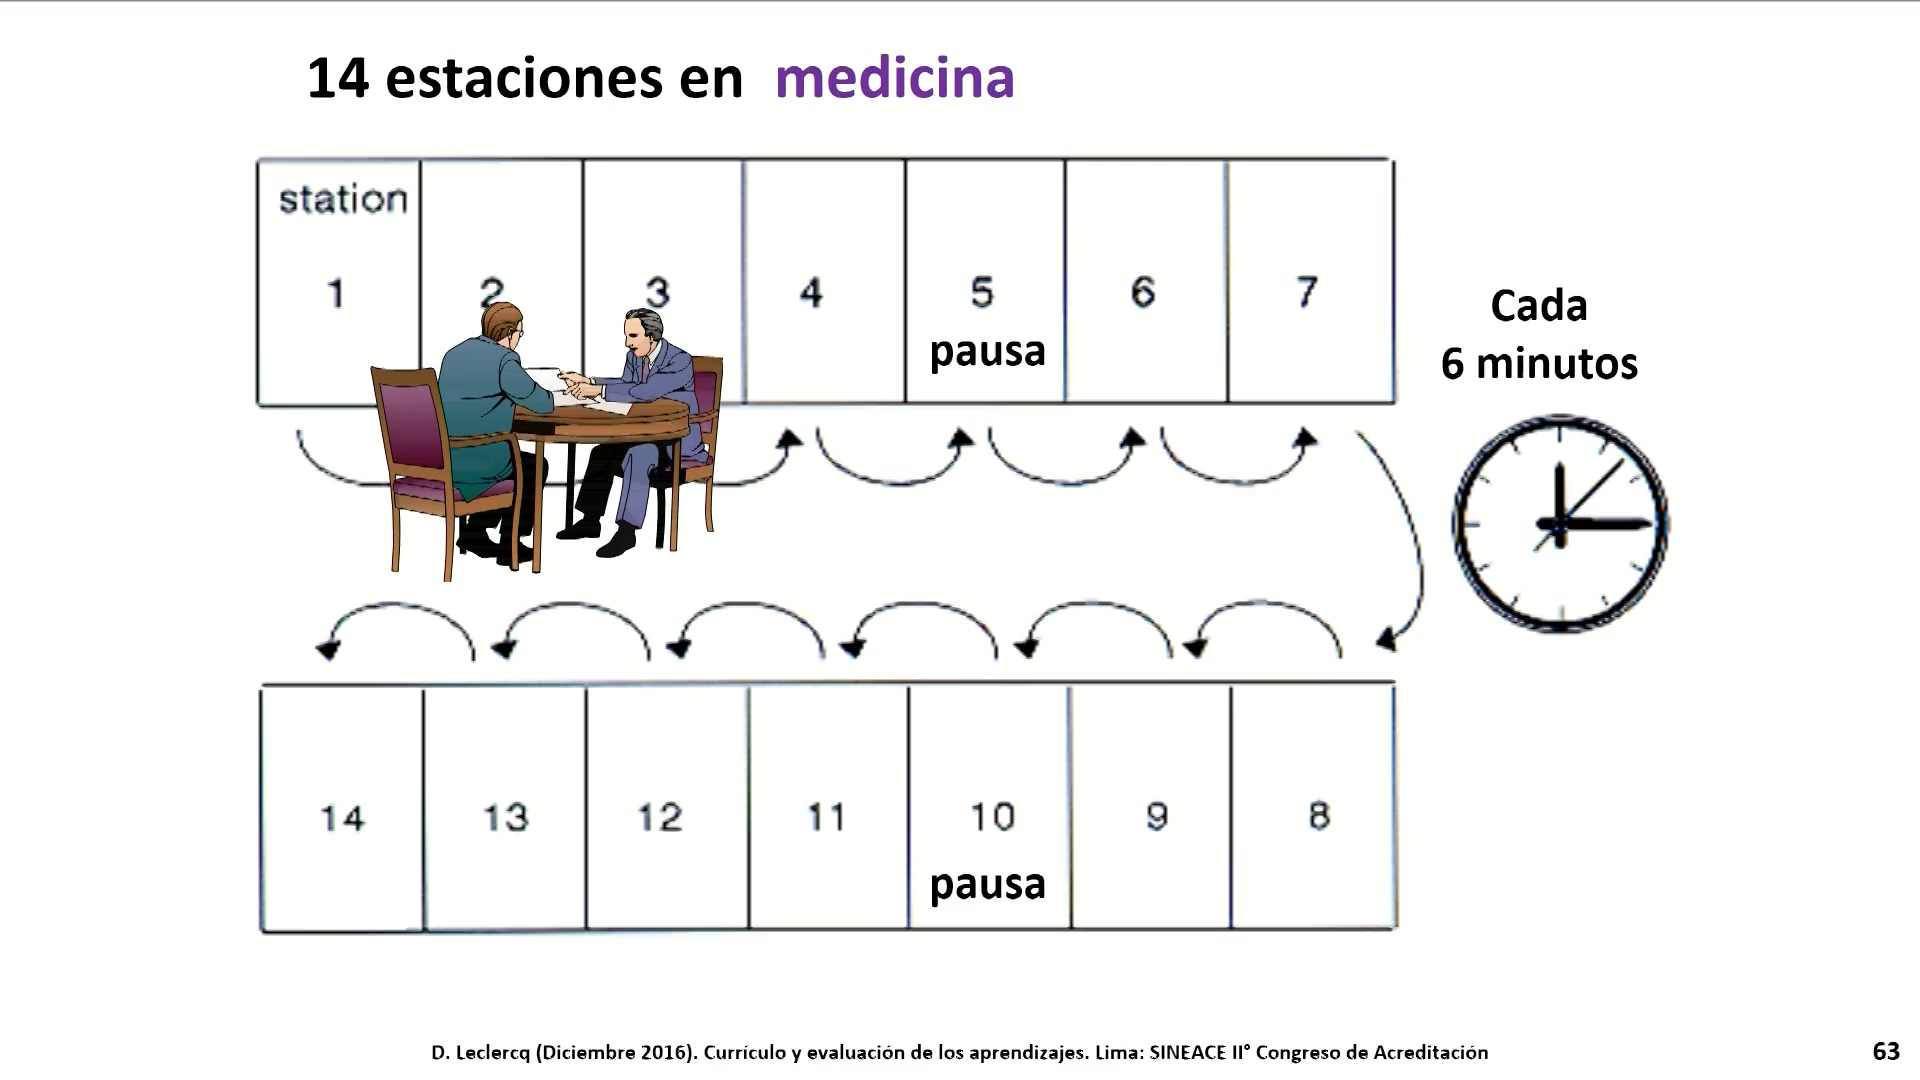 14 estaciones en medicina
station
1 2 3 4 5 6 7
pausa
Cada
6 minutos
14 13 12 11 10 9 8
pausa
D. Leclercq (Diciembre 2016). Currículo y evaluación de los aprendizajes. Lima: SINEACE II° Congreso de Acreditación
63